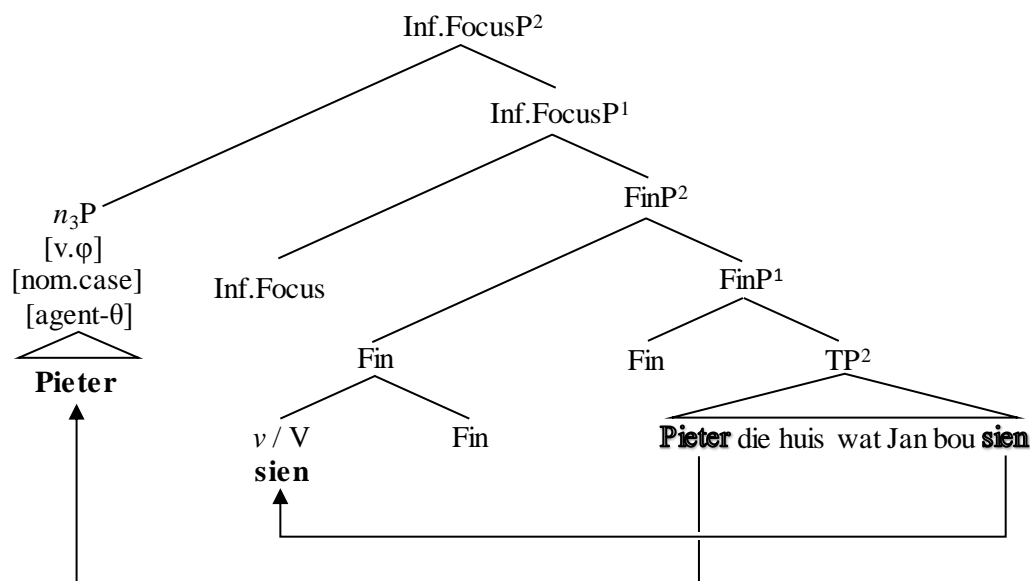 Inf.FocusP²
Inf.FocusP¹
n₃P
[v.φ]
[nom.case]
[agent-θ]
Pieter
Inf.Focus
FinP²
FinP¹
Fin
Fin
TP²
v / V
sien
Fin
Pieter die huis wat Jan bou sien